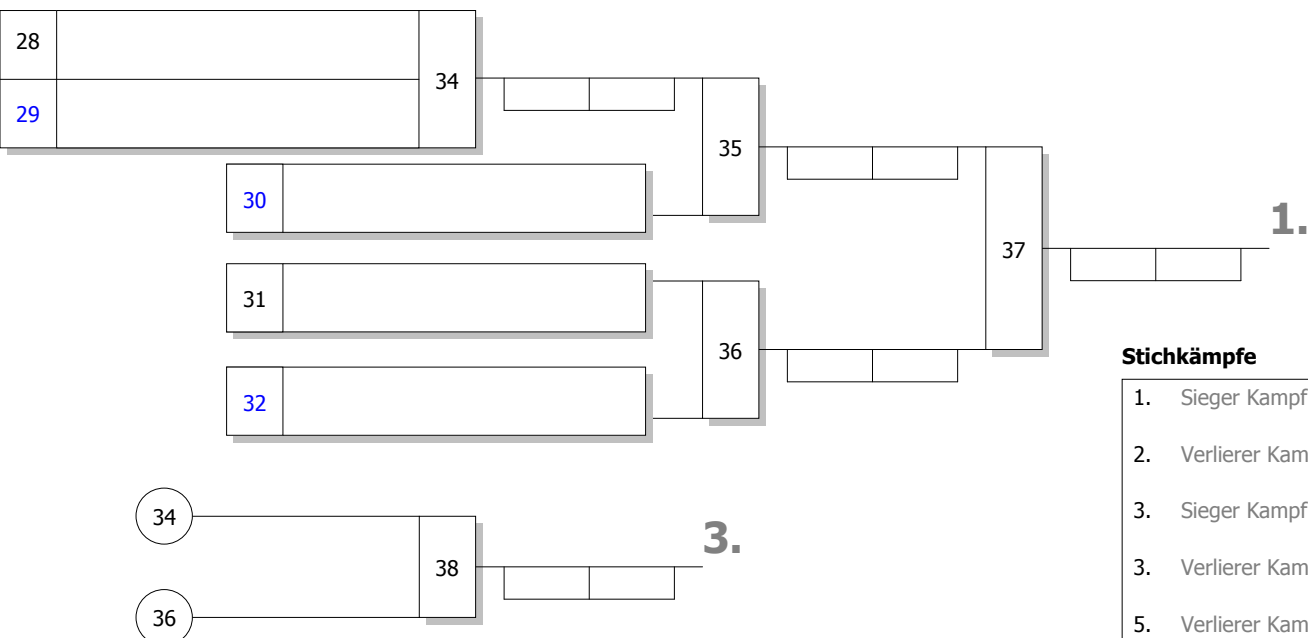 28
34
29
35
30
1.
37
31
36
32
Stichkämpfe
1. Sieger Kampf
2. Verlierer Kam
3. Sieger Kampf
3. Verlierer Kam
5. Verlierer Kam
34
3.
38
36